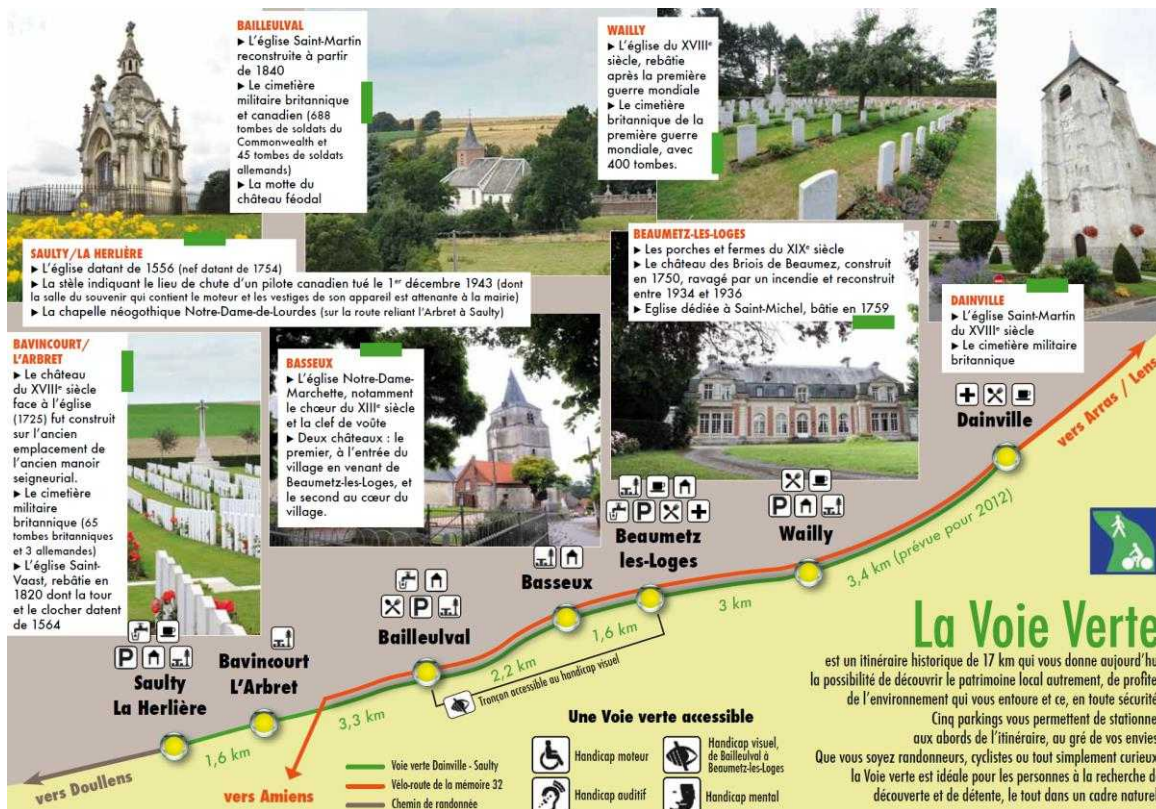 BAILLEULVAL
▶ L'église Saint-Martin
reconstruite à partir
de 1840
▶ Le cimetière
militaire britannique
et canadien (688
tombes de soldats du
Commonwealth et
45 tombes de soldats
allemands)
▶ La motte du
château féodal
WAILLY
▶ L'église du XVIIIe
siècle, rebâtie
après la première
guerre mondiale
▶ Le cimetière
britannique de la
première guerre
mondiale, avec
400 tombes.
SAULTY/LA HERLIÈRE
▶ L'église datant de 1556 (nef datant de 1754)
▶ La stèle indiquant le lieu de chute d'un pilote canadien tué le 1er décembre 1943 (dont
la salle du souvenir qui contient le moteur et les vestiges de son appareil est attenante à la mairie)
▶ La chapelle néogothique Notre-Dame-de-Lourdes (sur la route reliant l'Arbret à Saulty)
BEAUMETZ-LES-LOGES
▶ Les porches et fermes du XIXe siècle
▶ Le château des Briois de Beaumez, construit
en 1750, ravagé par un incendie et reconstruit
entre 1934 et 1936
▶ Eglise dédiée à Saint-Michel, bâtie en 1759
DAINVILLE
▶ L'église Saint-Martin
du XVIIIe siècle
▶ Le cimetière militaire
britannique
BAVINCOURT/
L'ARBRET
▶ Le château
du XVIIIe siècle
face à l'église
(1725) fut construit
sur l'ancien
emplacement de
l'ancien manoir
seigneurial.
▶ Le cimetière
militaire
britannique (65
tombes britanniques
et 3 allemandes)
▶ L'église Saint-
Vaast, rebâtie en
1820 dont la tour
et le clocher datent
de 1564
BASSEUX
▶ L'église Notre-Dame-
Marchette, notamment
le chœur du XIIIe siècle
et la clef de voûte
▶ Deux châteaux : le
premier, à l'entrée du
village en venant de
Beaumetz-les-Loges, et
le second au cœur du
village.
Dainville
vers Arras / Lens
P
Beaumetz
les-Loges
P
Wailly
3,4 km (prévue pour 2012)
Basseux
3 km
P
Bailleulval
1,6 km
2,2 km
Tronçon accessible au handicap visuel
P
Saulty
La Herlière
Bavincourt
L'Arbret
3,3 km
1,6 km
vers Doullens
vers Amiens
Voie verte Dainville - Saulty
Vélo-route de la mémoire 32
Chemin de randonnée
Une Voie verte accessible
Handicap moteur
Handicap visuel,
de Bailleulval à
Beaumetz-les-Loges
Handicap auditif
Handicap mental
La Voie Verte
est un itinéraire historique de 17 km qui vous donne aujourd'hu
la possibilité de découvrir le patrimoine local autrement, de profite
de l'environnement qui vous entoure et ce, en toute sécurité
Cinq parkings vous permettent de stationne
aux abords de l'itinéraire, au gré de vos envies
Que vous soyez randonneurs, cyclistes ou tout simplement curieux
la Voie verte est idéale pour les personnes à la recherche d
découverte et de détente, le tout dans un cadre nature